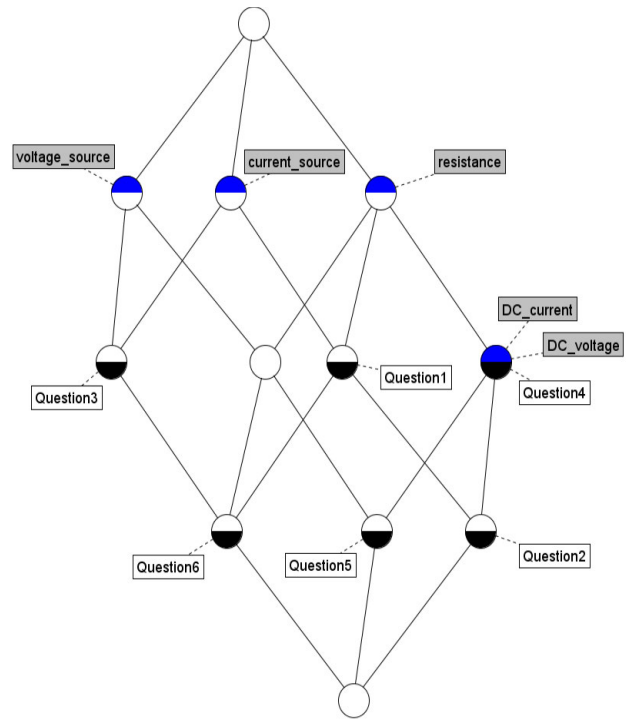 voltage_source
current_source
resistance
DC_current
DC_voltage
Question1
Question4
Question3
Question2
Question5
Question6